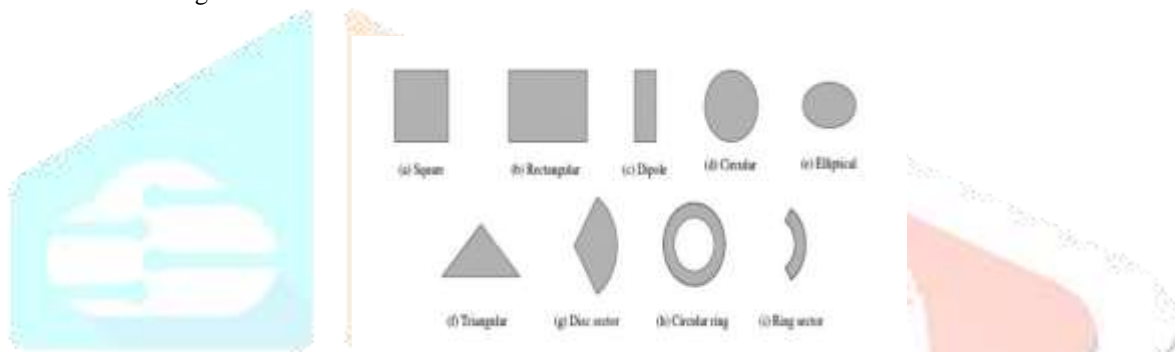 (a) Square (b) Rectangular (c) Dipole (d) Circular (e) Elliptical
(f) Triangular (g) Disc sector (h) Circular ring (i) Ring sector